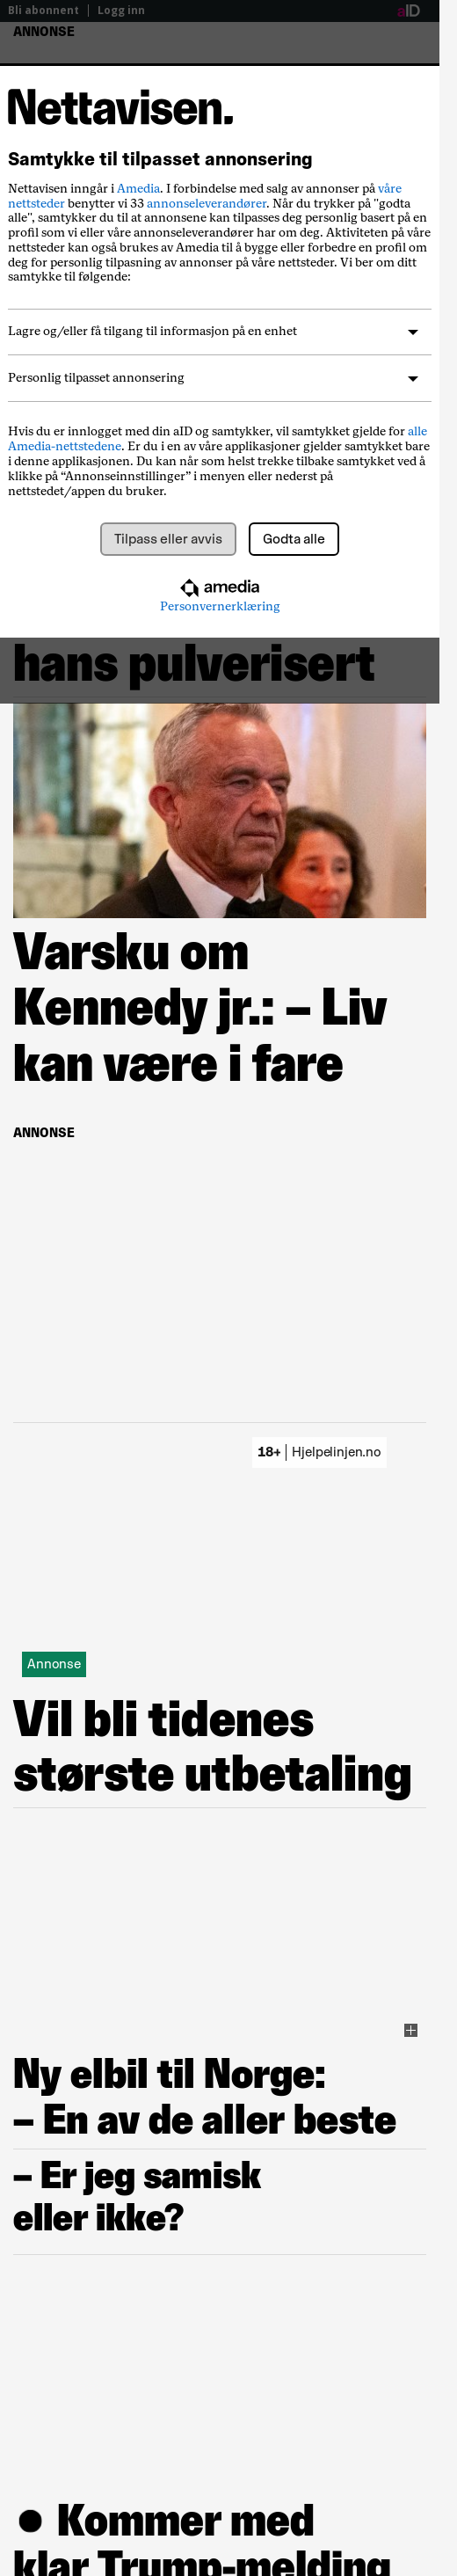 Bli abonnent | Logg inn aID
ANNONSE
Nettavisen.
Samtykke til tilpasset annonsering
Nettavisen inngår i Amedia. I forbindelse med salg av annonser på våre
nettsteder benytter vi 33 annonseleverandører. Når du trykker på "godta
alle", samtykker du til at annonsene kan tilpasses deg personlig basert på en
profil som vi eller våre annonseleverandører har om deg. Aktiviteten på våre
nettsteder kan også brukes av Amedia til å bygge eller forbedre en profil om
deg for personlig tilpasning av annonser på våre nettsteder. Vi ber om ditt
samtykke til følgende:
Lagre og/eller få tilgang til informasjon på en enhet
Personlig tilpasset annonsering
Hvis du er innlogget med din aID og samtykker, vil samtykket gjelde for alle
Amedia-nettstedene. Er du i en av våre applikasjoner gjelder samtykket bare
i denne applikasjonen. Du kan når som helst trekke tilbake samtykket ved å
klikke på “Annonseinnstillinger” i menyen eller nederst på
nettstedet/appen du bruker.
Tilpass eller avvis Godta alle
amedia
Personvernerklæring
hans pulverisert
Varsku om
Kennedy jr.: – Liv
kan være i fare
ANNONSE
18+ | Hjelpelinjen.no
Annonse
Vil bli tidenes
største utbetaling
Ny elbil til Norge:
– En av de aller beste
– Er jeg samisk
eller ikke?
● Kommer med
klar Trump-melding